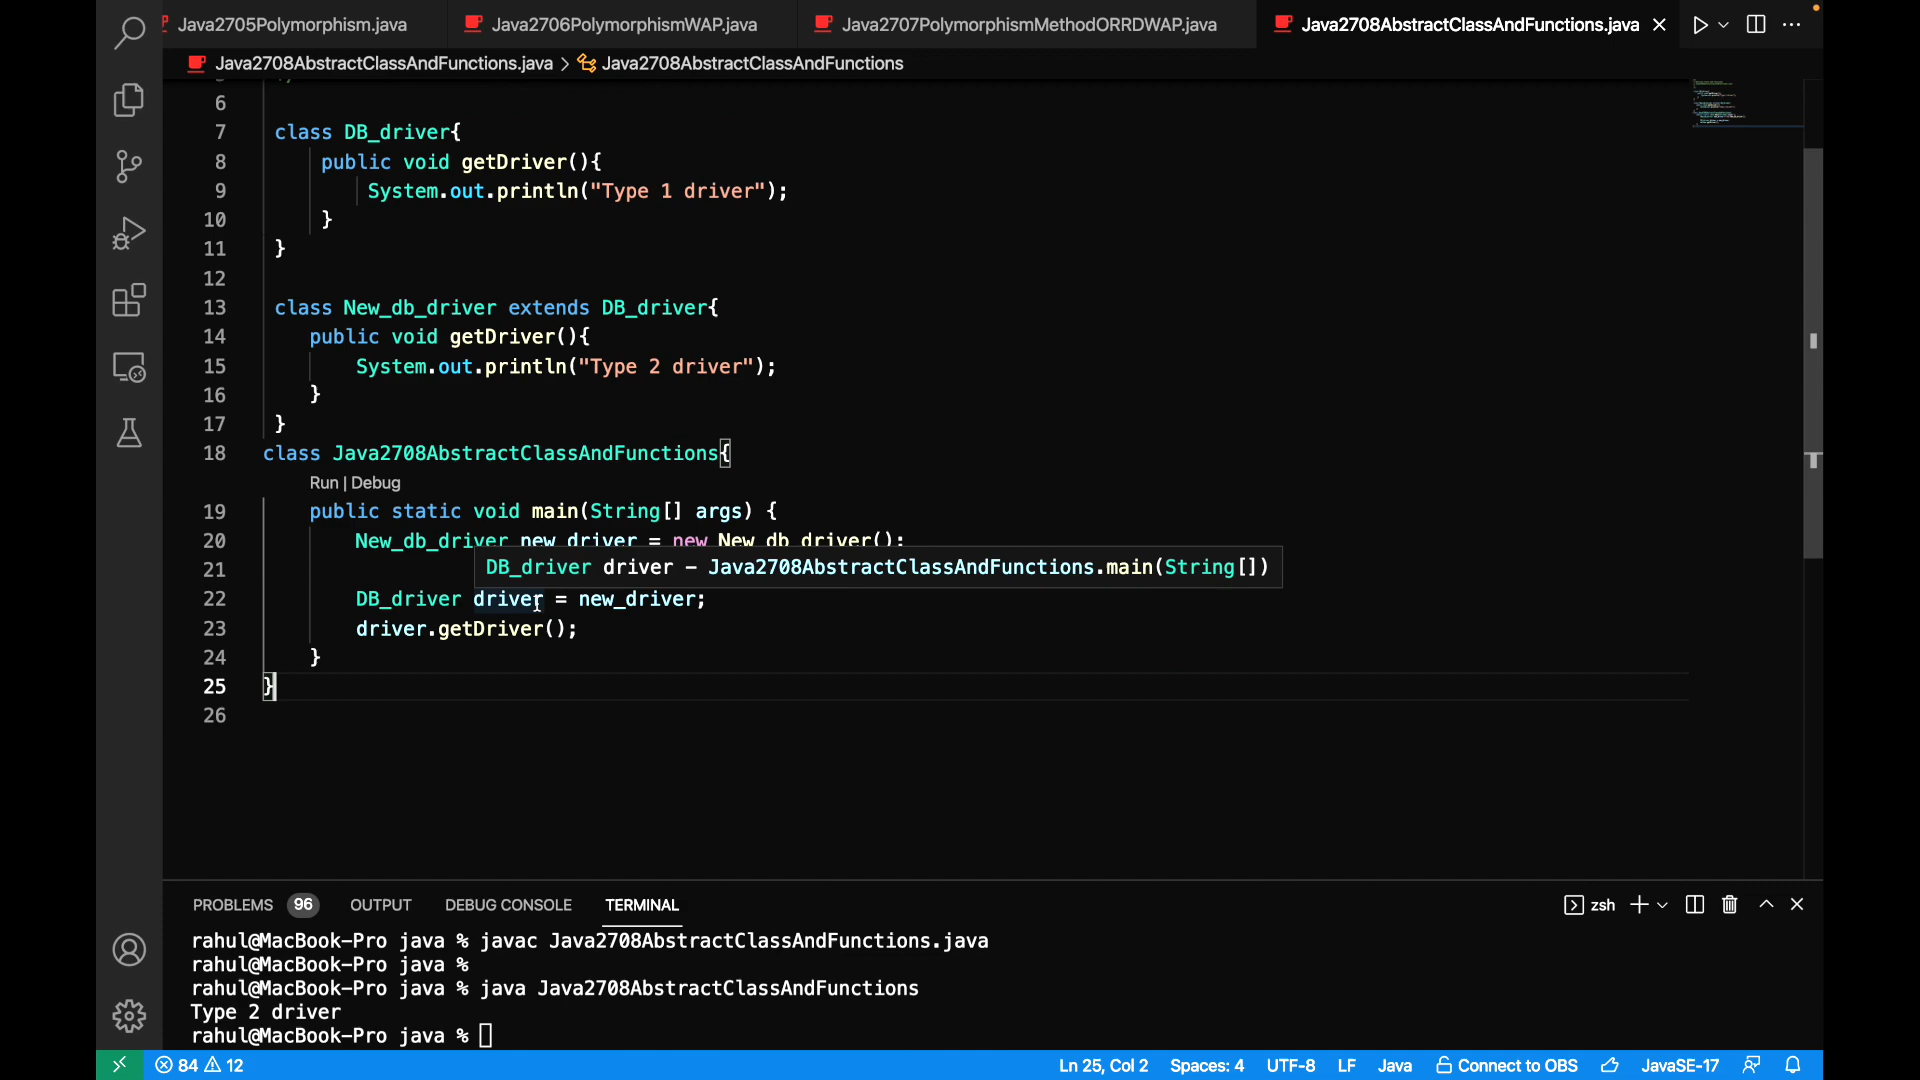 Java2705Polymorphism.java
Java2706PolymorphismWAP.java
Java2707PolymorphismMethodORRDWAP.java
Java2708AbstractClassAndFunctions.java
Java2708AbstractClassAndFunctions.java > Java2708AbstractClassAndFunctions
6
7 class DB_driver{
8 public void getDriver(){
9 System.out.println("Type 1 driver");
10 }
11 }
12
13 class New_db_driver extends DB_driver{
14 public void getDriver(){
15 System.out.println("Type 2 driver");
16 }
17 }
18 class Java2708AbstractClassAndFunctions{
Run | Debug
19 public static void main(String[] args) {
20 New_db_driver new_driver = new New_db_driver();
21
DB_driver driver – Java2708AbstractClassAndFunctions.main(String[])
22 DB_driver driver = new_driver;
23 driver.getDriver();
24 }
25 }
26
PROBLEMS 96 OUTPUT DEBUG CONSOLE TERMINAL zsh
rahul@MacBook-Pro java % javac Java2708AbstractClassAndFunctions.java
rahul@MacBook-Pro java %
rahul@MacBook-Pro java % java Java2708AbstractClassAndFunctions
Type 2 driver
rahul@MacBook-Pro java %
84 12 Ln 25, Col 2 Spaces: 4 UTF-8 LF Java Connect to OBS JavaSE-17